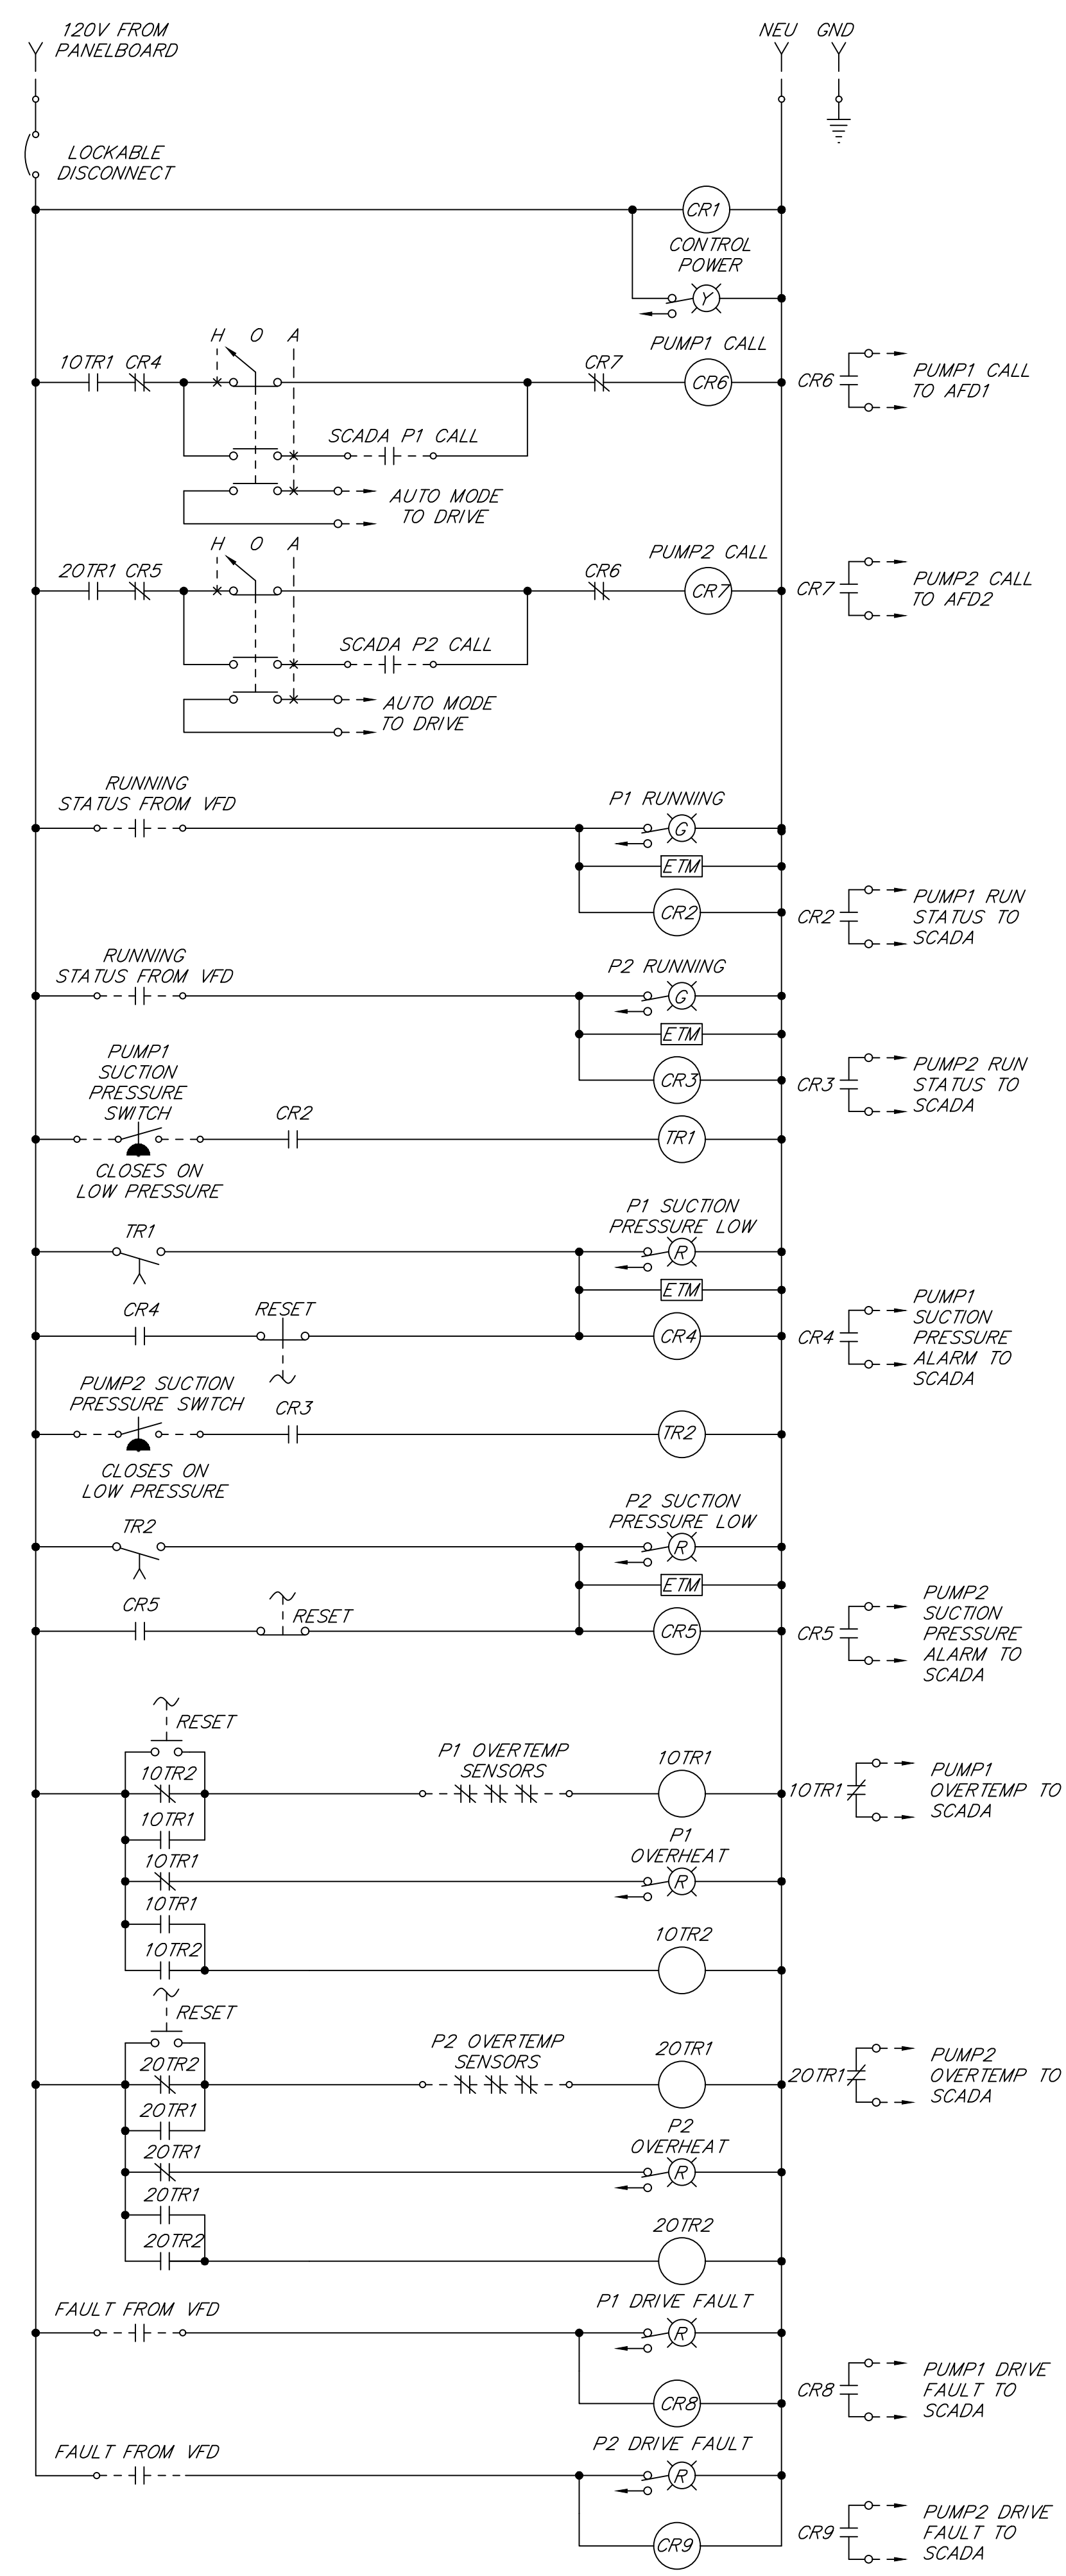 120V FROM
PANELBOARD
NEU GND
LOCKABLE
DISCONNECT
CR1
CONTROL
POWER
Y
H O A
PUMP1 CALL
1OTR1 CR4
CR7
CR6
CR6
PUMP1 CALL
TO AFD1
SCADA P1 CALL
AUTO MODE
TO DRIVE
H O A
PUMP2 CALL
2OTR1 CR5
CR6
CR7
CR7
PUMP2 CALL
TO AFD2
SCADA P2 CALL
AUTO MODE
TO DRIVE
RUNNING
STATUS FROM VFD
P1 RUNNING
G
ETM
CR2
CR2
PUMP1 RUN
STATUS TO
SCADA
RUNNING
STATUS FROM VFD
P2 RUNNING
G
ETM
CR3
CR3
PUMP2 RUN
STATUS TO
SCADA
PUMP1
SUCTION
PRESSURE
SWITCH
CR2
TR1
CLOSES ON
LOW PRESSURE
TR1
P1 SUCTION
PRESSURE LOW
R
ETM
CR4
RESET
CR4
CR4
PUMP1
SUCTION
PRESSURE
ALARM TO
SCADA
PUMP2 SUCTION
PRESSURE SWITCH
CR3
TR2
CLOSES ON
LOW PRESSURE
TR2
P2 SUCTION
PRESSURE LOW
R
ETM
CR5
RESET
CR5
CR5
PUMP2
SUCTION
PRESSURE
ALARM TO
SCADA
RESET
1OTR2
P1 OVERTEMP
SENSORS
1OTR1
1OTR1
PUMP1
OVERTEMP TO
SCADA
1OTR1
1OTR1
P1
OVERHEAT
R
1OTR1
1OTR2
1OTR2
RESET
2OTR2
P2 OVERTEMP
SENSORS
2OTR1
2OTR1
PUMP2
OVERTEMP TO
SCADA
2OTR1
2OTR1
P2
OVERHEAT
R
2OTR1
2OTR2
2OTR2
FAULT FROM VFD
P1 DRIVE FAULT
R
CR8
CR8
PUMP1 DRIVE
FAULT TO
SCADA
FAULT FROM VFD
P2 DRIVE FAULT
R
CR9
CR9
PUMP2 DRIVE
FAULT TO
SCADA